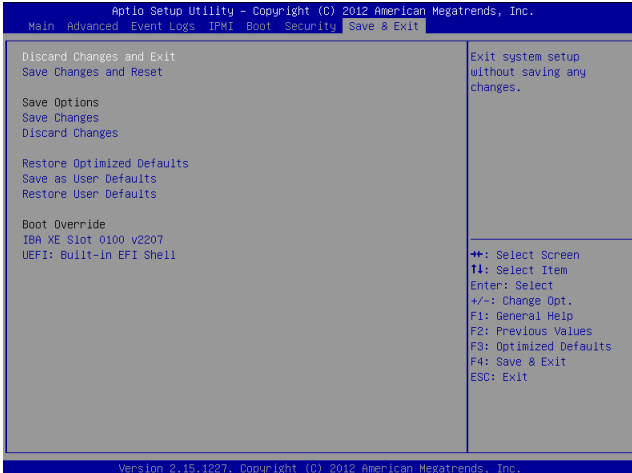 Aptio Setup Utility – Copyright (C) 2012 American Megatrends, Inc.
Main Advanced Event Logs IPMI Boot Security Save & Exit
Discard Changes and Exit
Save Changes and Reset
Save Options
Save Changes
Discard Changes
Restore Optimized Defaults
Save as User Defaults
Restore User Defaults
Boot Override
IBA XE Slot 0100 v2207
UEFI: Built-in EFI Shell
Exit system setup
without saving any
changes.
→←: Select Screen
↑↓: Select Item
Enter: Select
+/-: Change Opt.
F1: General Help
F2: Previous Values
F3: Optimized Defaults
F4: Save & Exit
ESC: Exit
Version 2.15.1227. Copyright (C) 2012 American Megatrends, Inc.